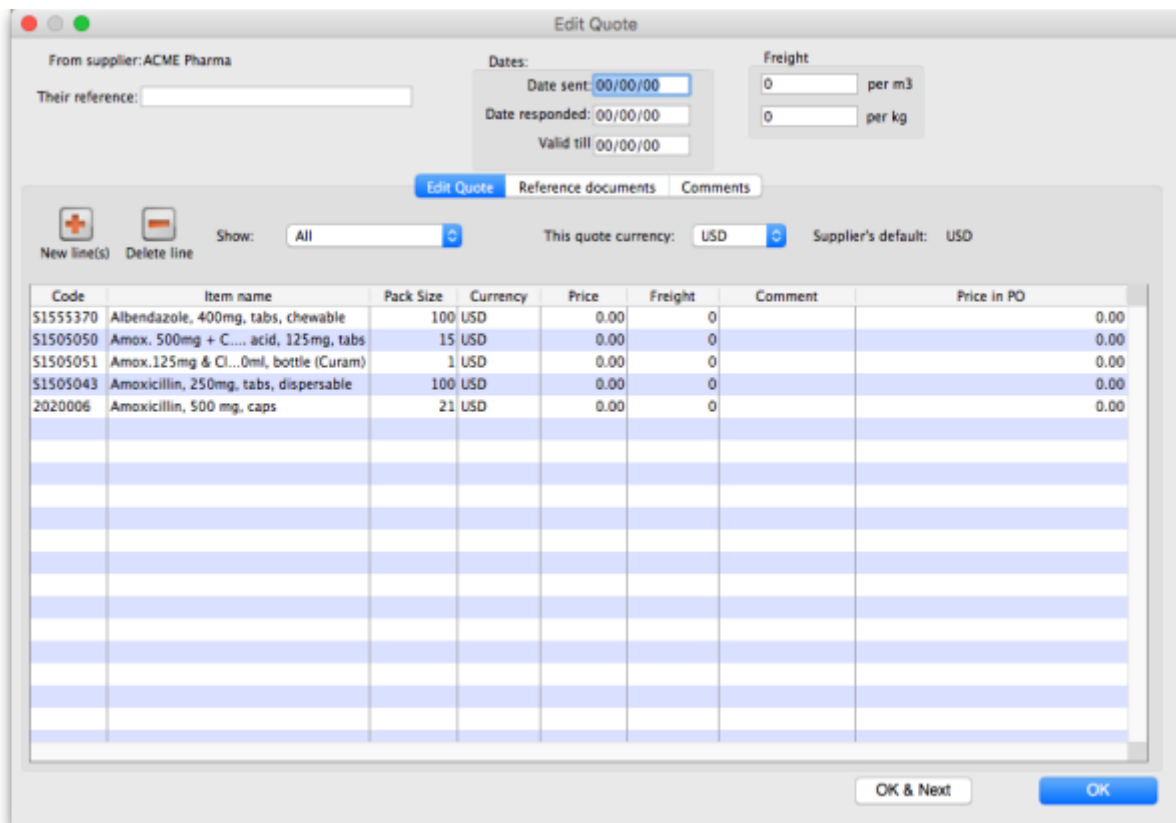 Edit Quote
From supplier:ACME Pharma
Their reference:
Dates:
Date sent: 00/00/00
Date responded: 00/00/00
Valid till 00/00/00
Freight
0 per m3
0 per kg
Edit Quote Reference documents Comments
New line(s) Delete line Show: All This quote currency: USD Supplier's default: USD
Code Item name Pack Size Currency Price Freight Comment Price in PO
S1555370 Albendazole, 400mg, tabs, chewable 100 USD 0.00 0 0.00
S1505050 Amox. 500mg + C.... acid, 125mg, tabs 15 USD 0.00 0 0.00
S1505051 Amox.125mg & Cl...0ml, bottle (Curam) 1 USD 0.00 0 0.00
S1505043 Amoxicillin, 250mg, tabs, dispersable 100 USD 0.00 0 0.00
2020006 Amoxicillin, 500 mg, caps 21 USD 0.00 0 0.00
OK & Next OK